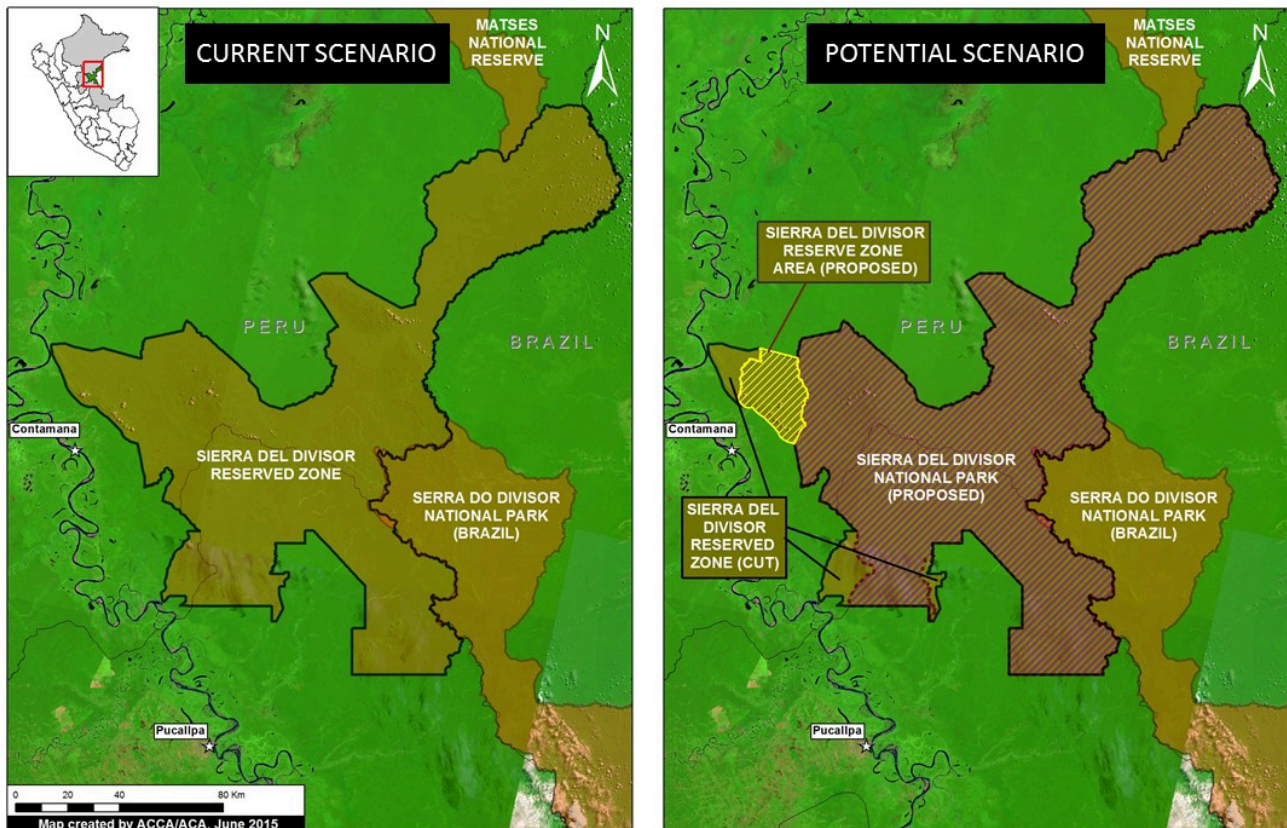 CURRENT SCENARIO
MATSES
NATIONAL
RESERVE
N
PERU
BRAZIL
Contamana
SIERRA DEL DIVISOR
RESERVED ZONE
SERRA DO DIVISOR
NATIONAL PARK
(BRAZIL)
Pucallpa
0 20 40 80 Km
Map created by ACCA/ACA, June 2015
POTENTIAL SCENARIO
MATSES
NATIONAL
RESERVE
N
SIERRA DEL DIVISOR
RESERVE ZONE
AREA (PROPOSED)
PERU
BRAZIL
Contamana
SIERRA DEL DIVISOR
NATIONAL PARK
(PROPOSED)
SERRA DO DIVISOR
NATIONAL PARK
(BRAZIL)
SIERRA DEL
DIVISOR
RESERVED
ZONE (CUT)
Pucallpa